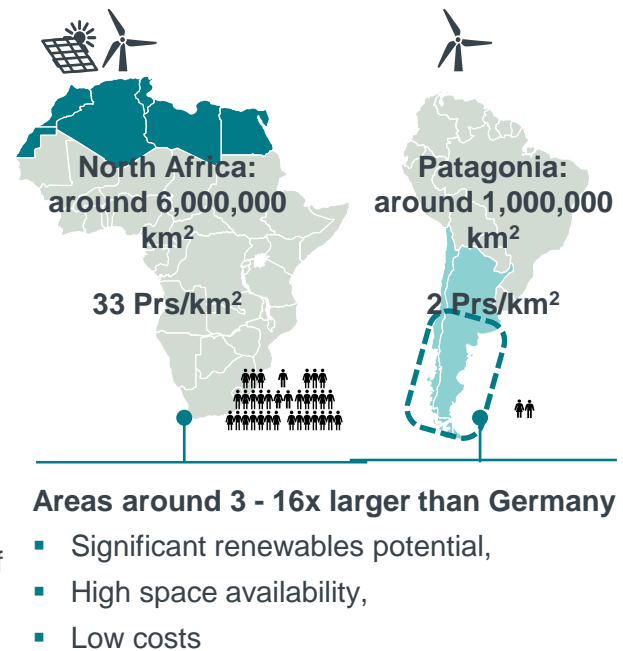 North Africa:
around 6,000,000
km²
33 Prs/km²
Patagonia:
around 1,000,000
km²
2 Prs/km²
Areas around 3 - 16x larger than Germany
▪ Significant renewables potential,
f
▪ High space availability,
▪ Low costs